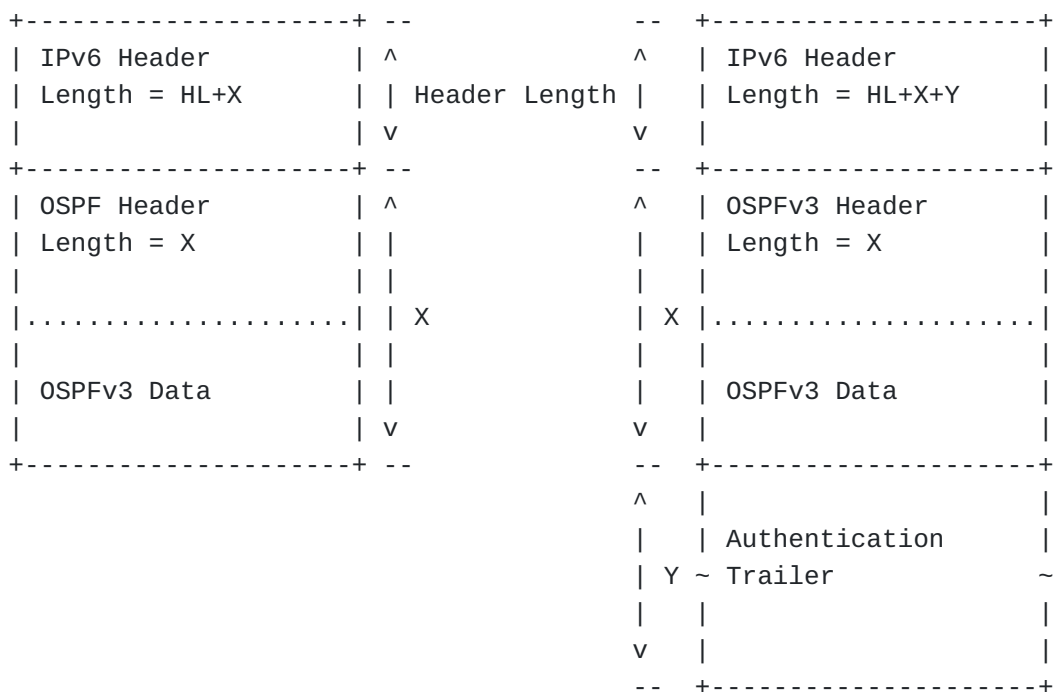 +---------------------+ --              --  +---------------------+
| IPv6 Header         | ^               ^   | IPv6 Header         |
| Length = HL+X       | | Header Length |   | Length = HL+X+Y     |
|                     | v               v   |                     |
+---------------------+ --              --  +---------------------+
| OSPF Header         | ^               ^   | OSPFv3 Header       |
| Length = X          | |               |   | Length = X          |
|                     | |               |   |                     |
|.....................| | X             | X |.....................|
|                     | |               |   |                     |
| OSPFv3 Data         | |               |   | OSPFv3 Data         |
|                     | v               v   |                     |
+---------------------+ --              --  +---------------------+
                                        ^   |                     |
                                        |   | Authentication      |
                                        | Y ~ Trailer             ~
                                        |   |                     |
                                        v   |                     |
                                        --  +---------------------+